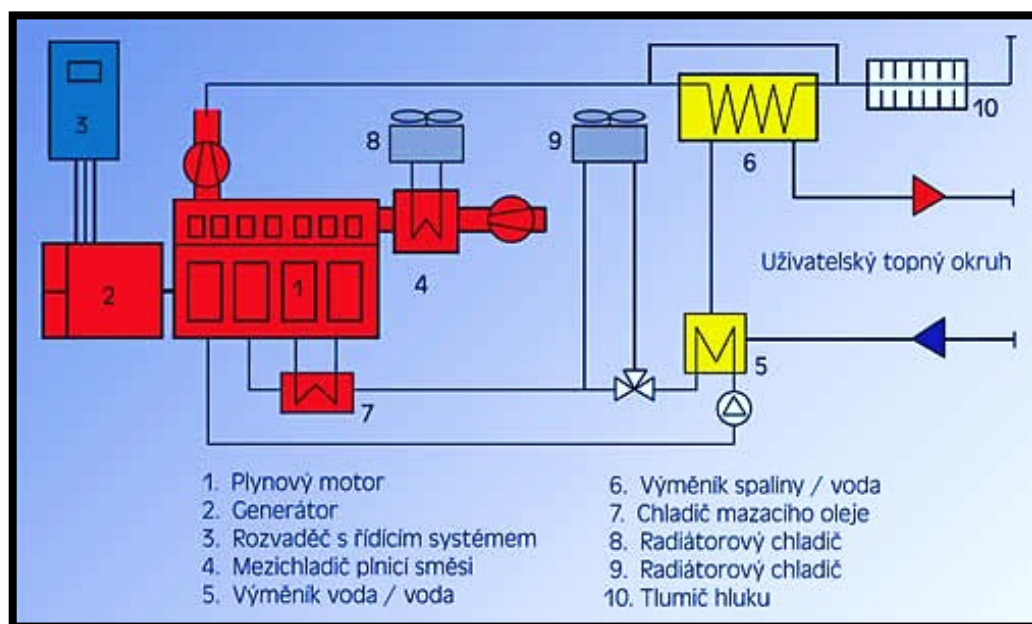 3
8
9
10
6
2
1
4
Uživatelský topný okruh
5
7
1. Plynový motor
2. Generátor
3. Rozvaděč s řídícím systémem
4. Mezichladič plnicí směsi
5. Výměník voda / voda
6. Výměník spaliny / voda
7. Chladič mazacího oleje
8. Radiátorový chladič
9. Radiátorový chladič
10. Tlumič hluku